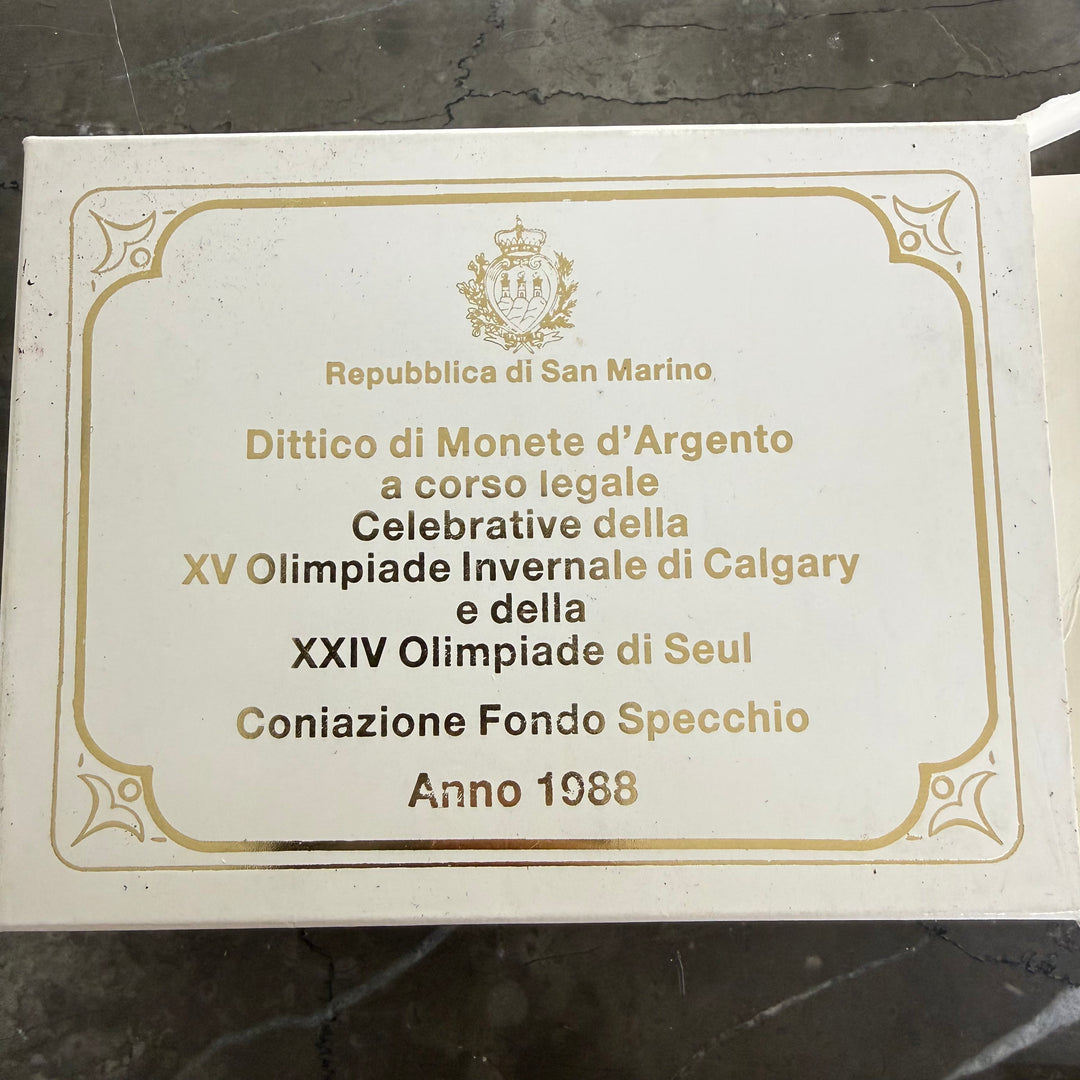 Repubblica di San Marino
Dittico di Monete d'Argento
a corso legale
Celebrative della
XV Olimpiade Invernale di Calgary
e della
XXIV Olimpiade di Seul
Coniazione Fondo Specchio
Anno 1988